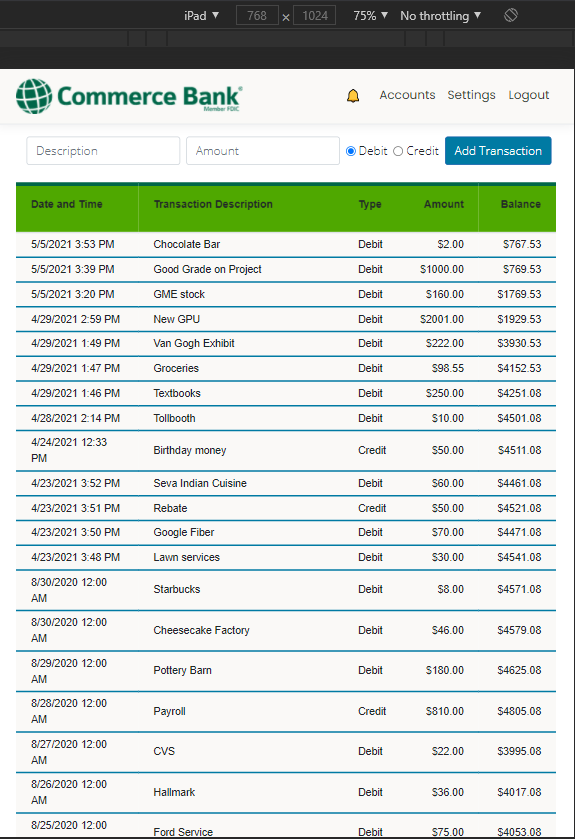 iPad ▼ 768 × 1024 75% ▼ No throttling ▼
Commerce Bank®
Member FDIC
Accounts Settings Logout
Description Amount Debit Credit Add Transaction
Date and Time Transaction Description Type Amount Balance
5/5/2021 3:53 PM Chocolate Bar Debit $2.00 $767.53
5/5/2021 3:39 PM Good Grade on Project Debit $1000.00 $769.53
5/5/2021 3:20 PM GME stock Debit $160.00 $1769.53
4/29/2021 2:59 PM New GPU Debit $2001.00 $1929.53
4/29/2021 1:49 PM Van Gogh Exhibit Debit $222.00 $3930.53
4/29/2021 1:47 PM Groceries Debit $98.55 $4152.53
4/29/2021 1:46 PM Textbooks Debit $250.00 $4251.08
4/28/2021 2:14 PM Tollbooth Debit $10.00 $4501.08
4/24/2021 12:33
PM Birthday money Credit $50.00 $4511.08
4/23/2021 3:52 PM Seva Indian Cuisine Debit $60.00 $4461.08
4/23/2021 3:51 PM Rebate Credit $50.00 $4521.08
4/23/2021 3:50 PM Google Fiber Debit $70.00 $4471.08
4/23/2021 3:48 PM Lawn services Debit $30.00 $4541.08
8/30/2020 12:00
AM Starbucks Debit $8.00 $4571.08
8/30/2020 12:00
AM Cheesecake Factory Debit $46.00 $4579.08
8/29/2020 12:00
AM Pottery Barn Debit $180.00 $4625.08
8/28/2020 12:00
AM Payroll Credit $810.00 $4805.08
8/27/2020 12:00
AM CVS Debit $22.00 $3995.08
8/26/2020 12:00
AM Hallmark Debit $36.00 $4017.08
8/25/2020 12:00
Ford Service Debit $75.00 $4053.08